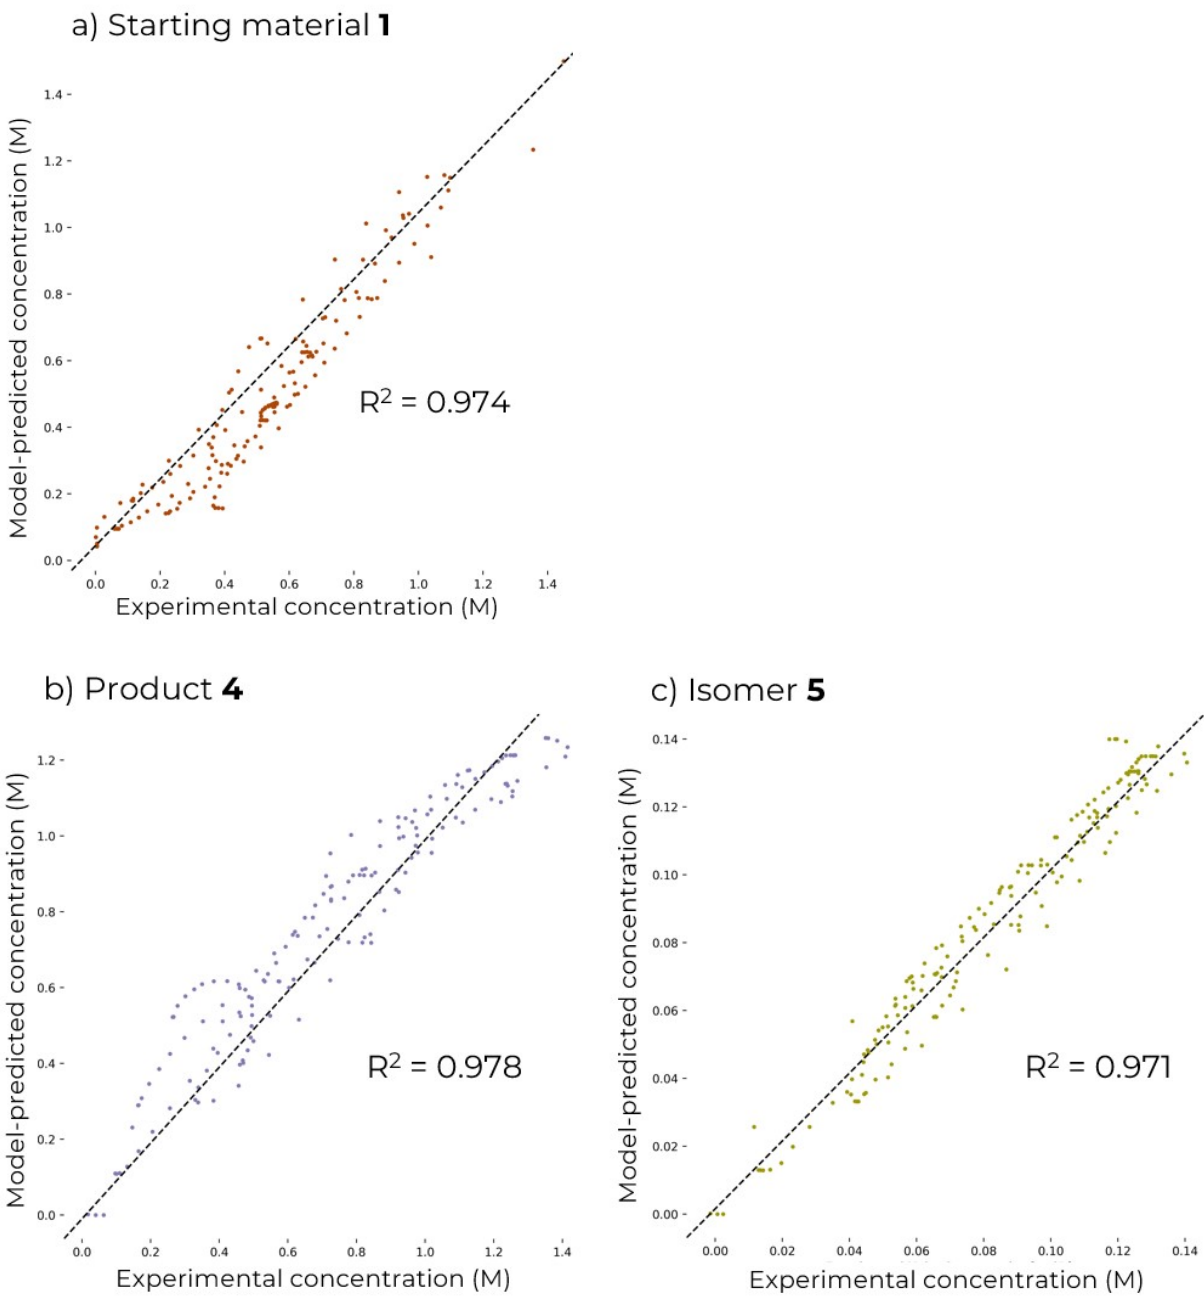 a) Starting material 1
Model-predicted concentration (M)
1.4
1.2
1.0
0.8
0.6
0.4
0.2
0.0
R² = 0.974
0.0 0.2 0.4 0.6 0.8 1.0 1.2 1.4
Experimental concentration (M)
b) Product 4
Model-predicted concentration (M)
1.2
1.0
0.8
0.6
0.4
0.2
0.0
R² = 0.978
0.0 0.2 0.4 0.6 0.8 1.0 1.2 1.4
Experimental concentration (M)
c) Isomer 5
Model-predicted concentration (M)
0.14
0.12
0.10
0.08
0.06
0.04
0.02
0.00
R² = 0.971
0.00 0.02 0.04 0.06 0.08 0.10 0.12 0.14
Experimental concentration (M)